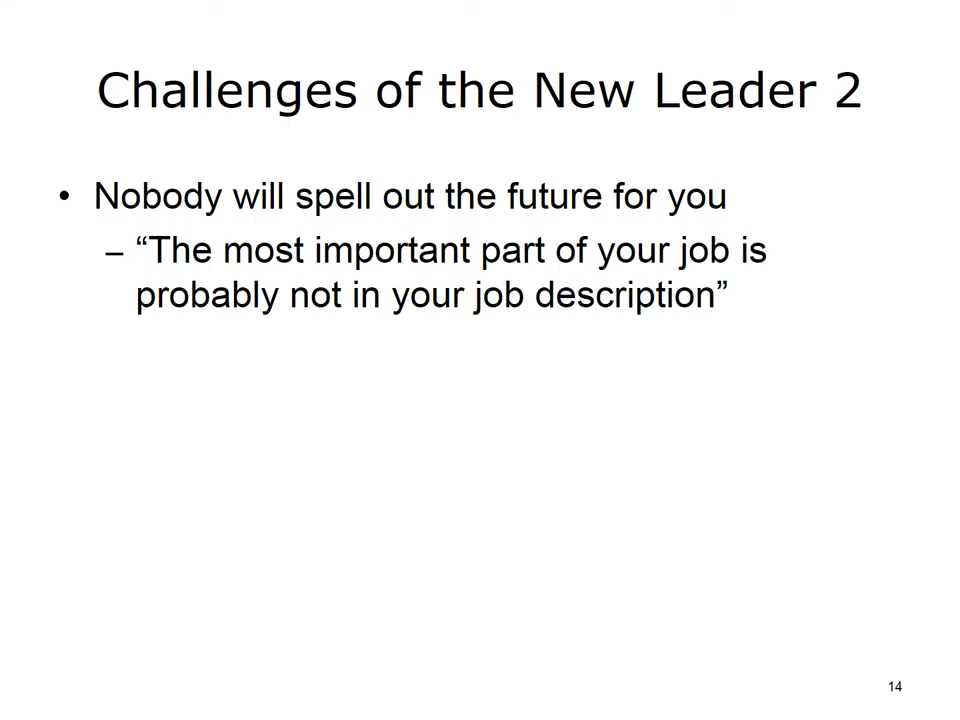 Challenges of the New Leader 2
• Nobody will spell out the future for you
– “The most important part of your job is
probably not in your job description”
14